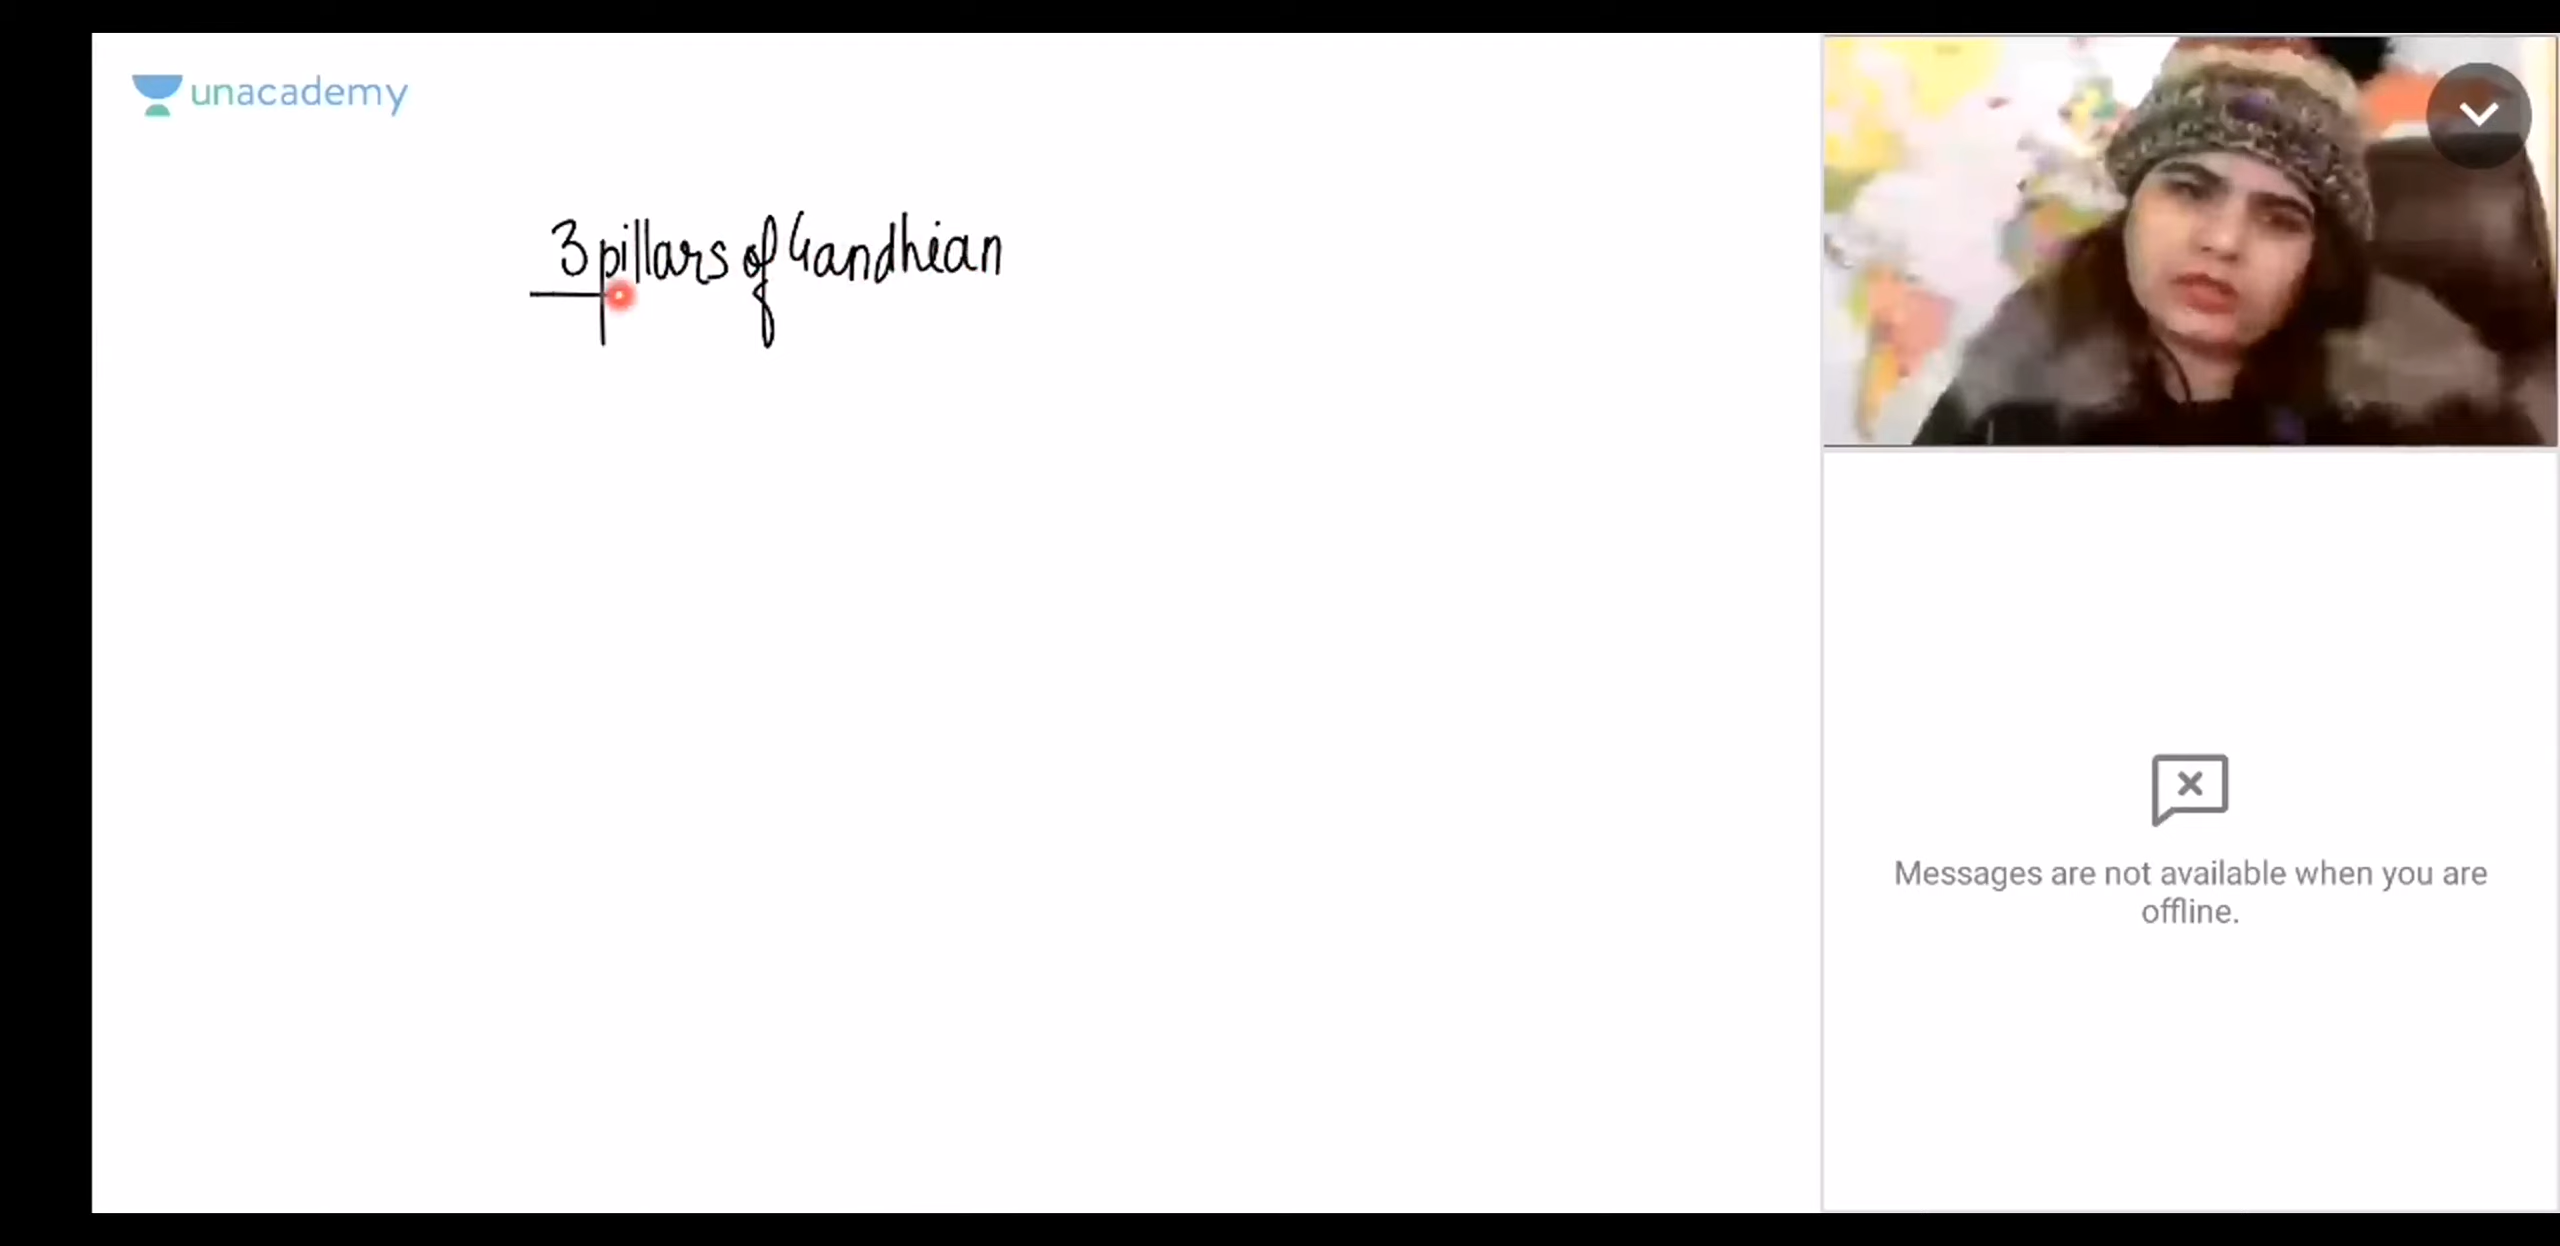 unacademy
3 pillars of Gandhian
Messages are not available when you are
offline.